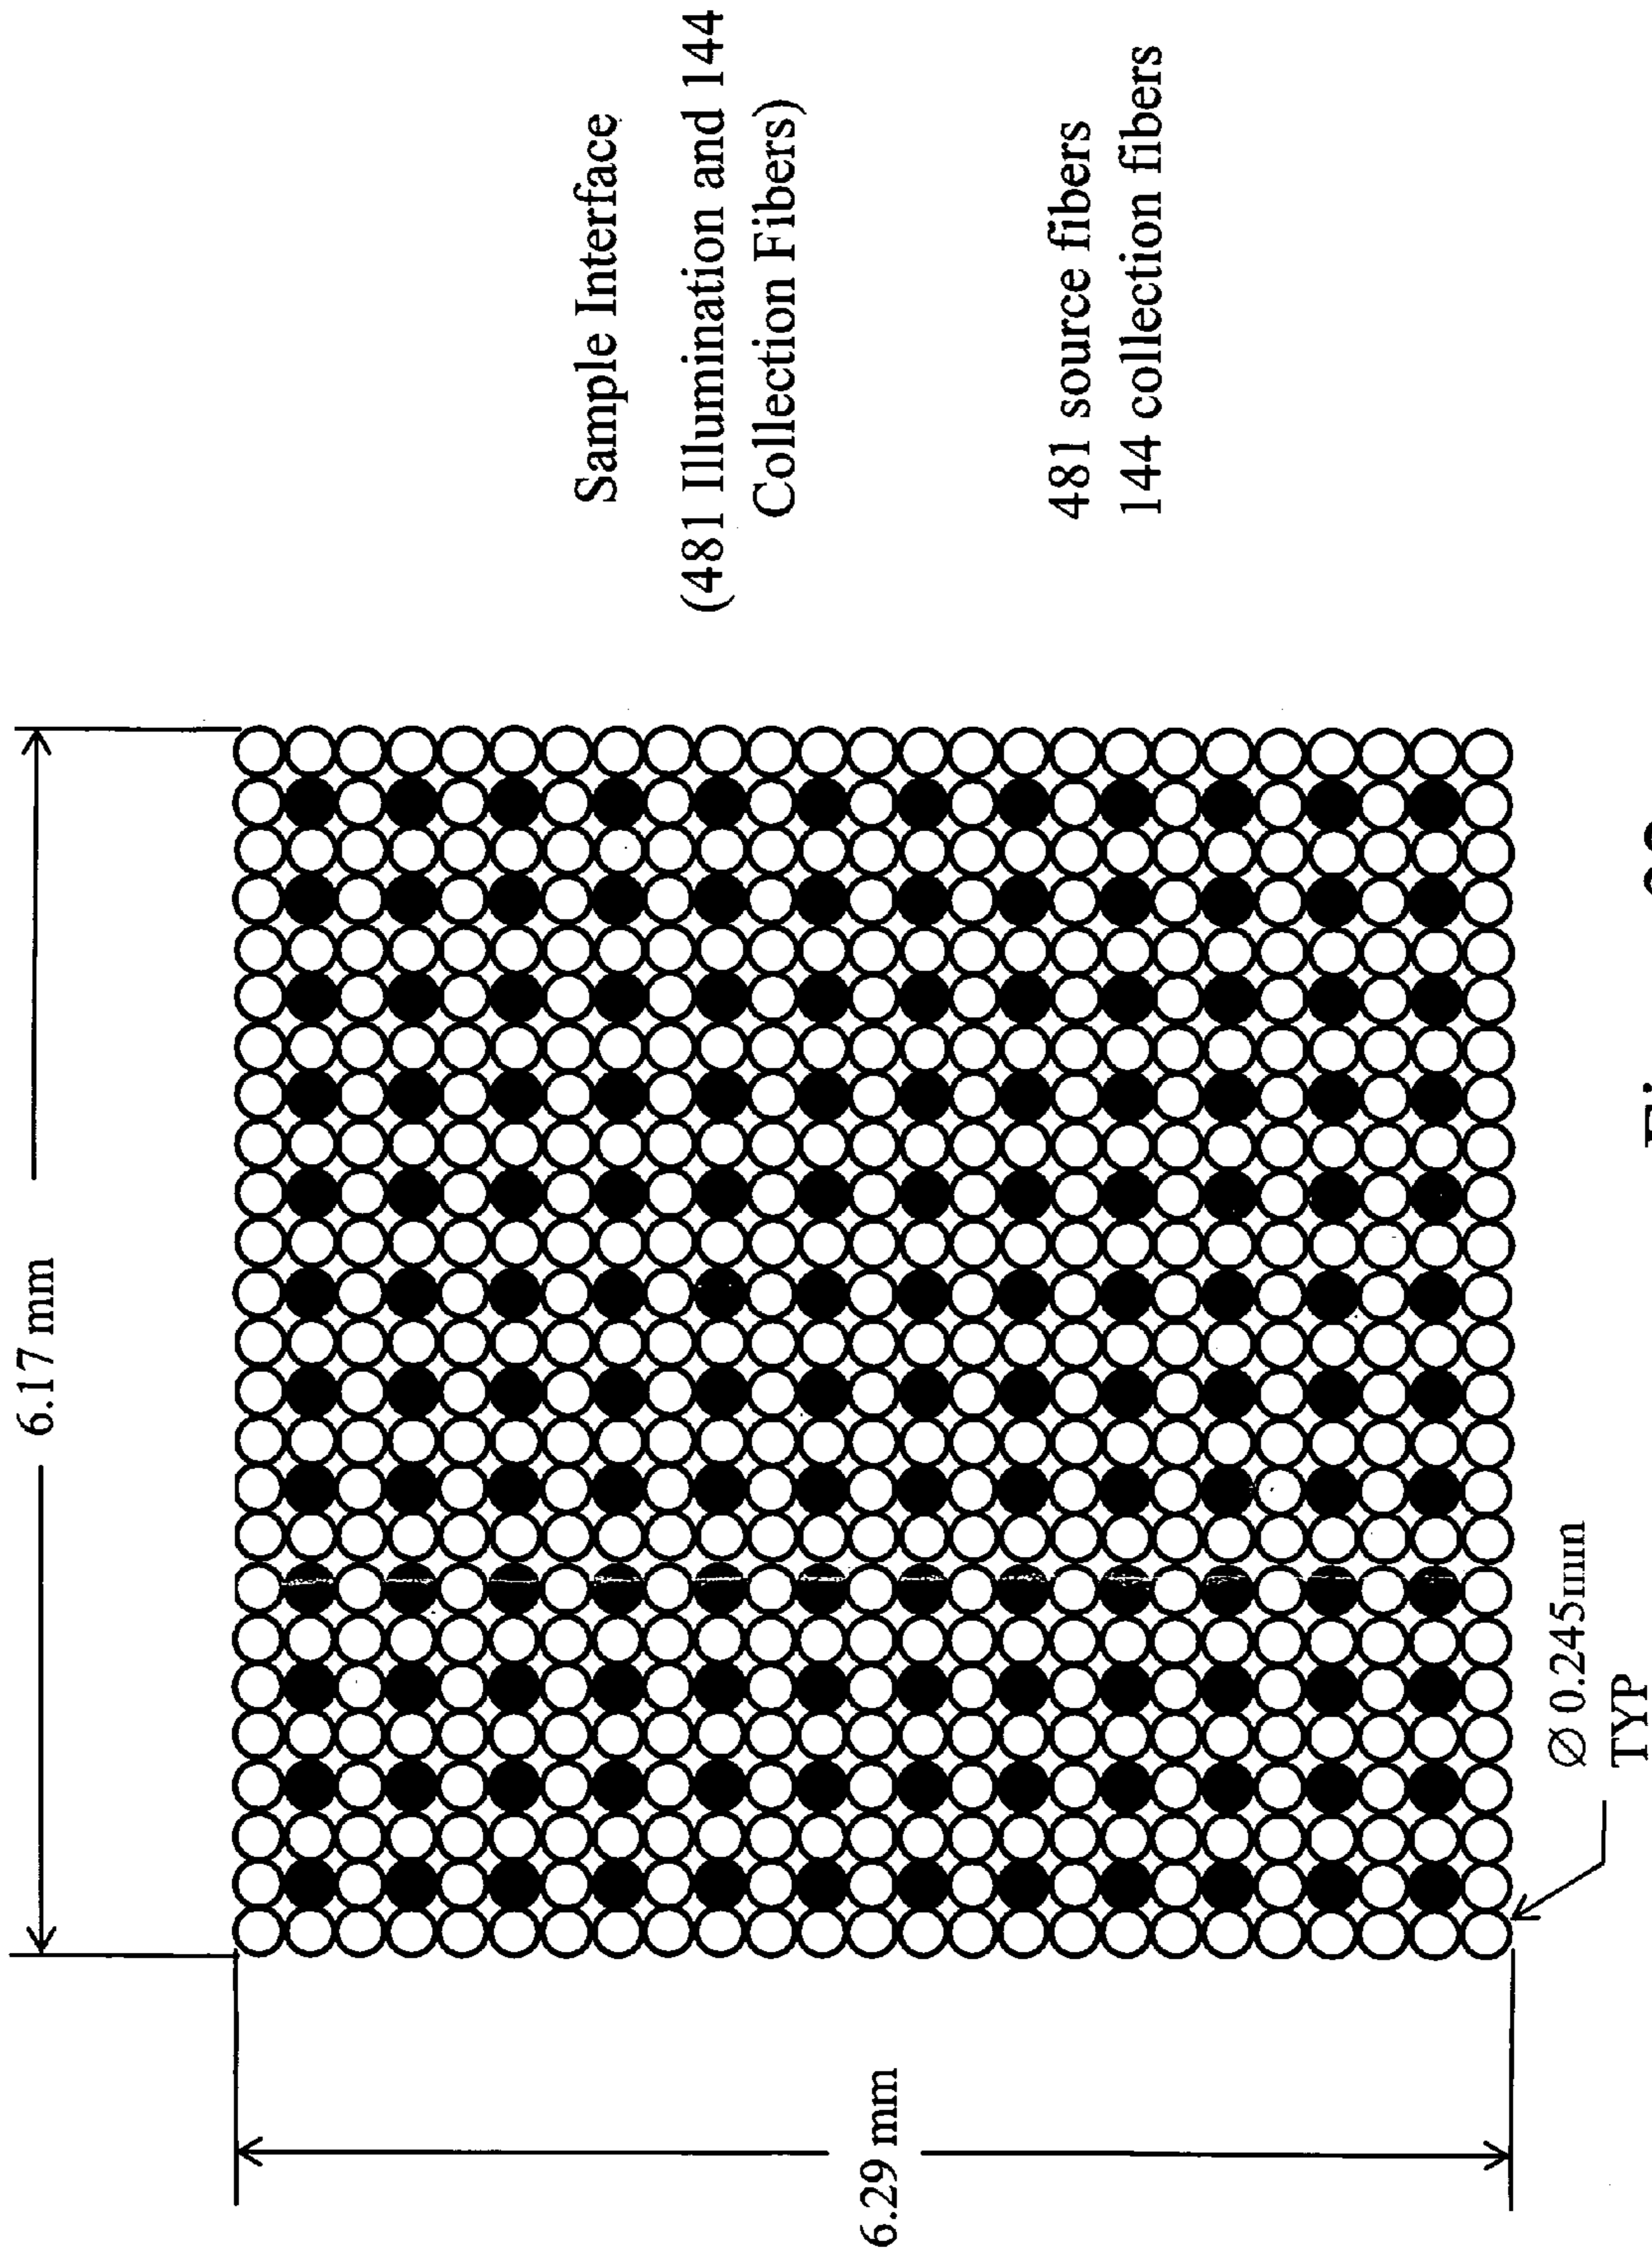 6.17 mm
6.29 mm
Ø 0.245mm
TYP
Sample Interface
(481 Illumination and 144
Collection Fibers)
481 source fibers
144 collection fibers